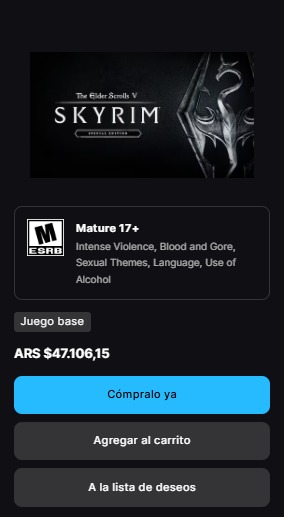 The Elder Scrolls V
SKYRIM
SPECIAL EDITION
M
ESRB
Mature 17+
Intense Violence, Blood and Gore,
Sexual Themes, Language, Use of
Alcohol
Juego base
ARS $47.106,15
Cómpralo ya
Agregar al carrito
A la lista de deseos